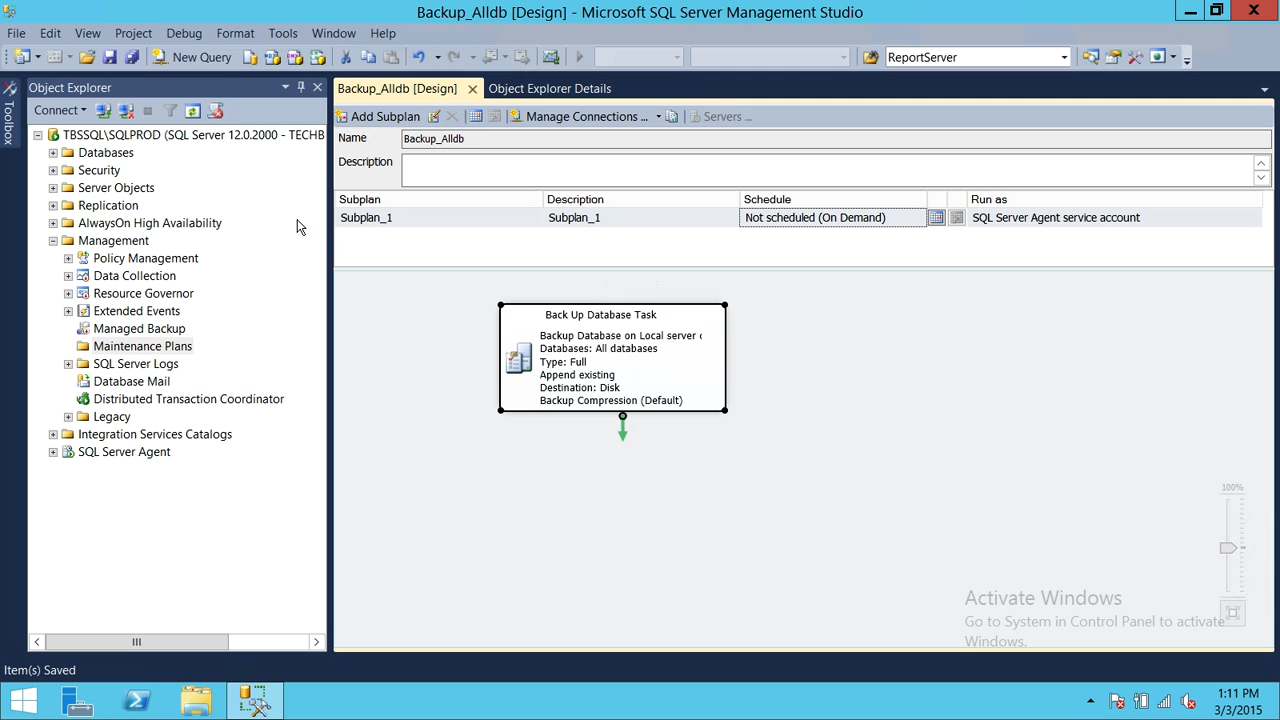 Backup_Alldb [Design] - Microsoft SQL Server Management Studio
File Edit View Project Debug Format Tools Window Help
New Query
ReportServer
Toolbox
Object Explorer
Connect
TBSSQL\SQLPROD (SQL Server 12.0.2000 - TECHB
Databases
Security
Server Objects
Replication
AlwaysOn High Availability
Management
Policy Management
Data Collection
Resource Governor
Extended Events
Managed Backup
Maintenance Plans
SQL Server Logs
Database Mail
Distributed Transaction Coordinator
Legacy
Integration Services Catalogs
SQL Server Agent
Backup_Alldb [Design]
Object Explorer Details
Add Subplan
Manage Connections ...
Servers ...
Name Backup_Alldb
Description
Subplan Description Schedule Run as
Subplan_1 Subplan_1 Not scheduled (On Demand) SQL Server Agent service account
Back Up Database Task
Backup Database on Local server c
Databases: All databases
Type: Full
Append existing
Destination: Disk
Backup Compression (Default)
100%
Activate Windows
Go to System in Control Panel to activate
Windows.
Item(s) Saved
1:11 PM
3/3/2015